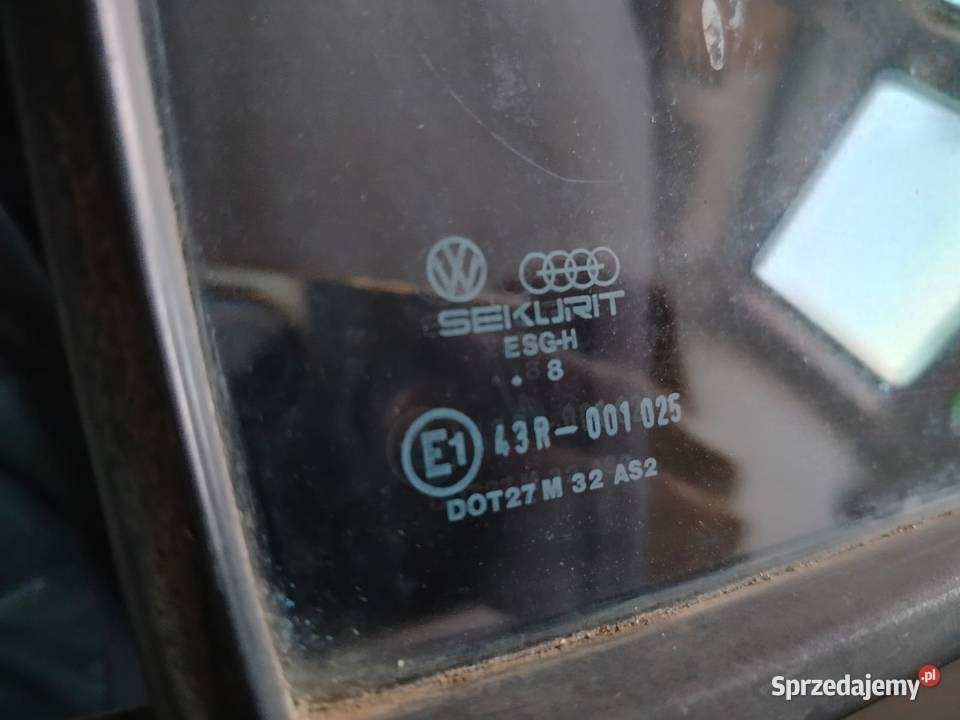 SEKURIT
ESG-H
. 8
E1 43R-001025
DOT27 M 32 AS2
Sprzedajemy.pl